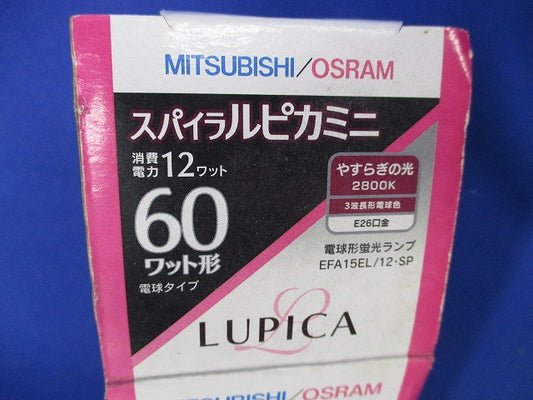 MITSUBISHI/OSRAM
スパイラルピカミニ
消費電力12ワット
60ワット形
電球タイプ
やすらぎの光
2800K
3波長形電球色
E26口金
電球形蛍光ランプ
EFA15EL/12・SP
L
LUPICA
MITSUBISHI/OSRAM